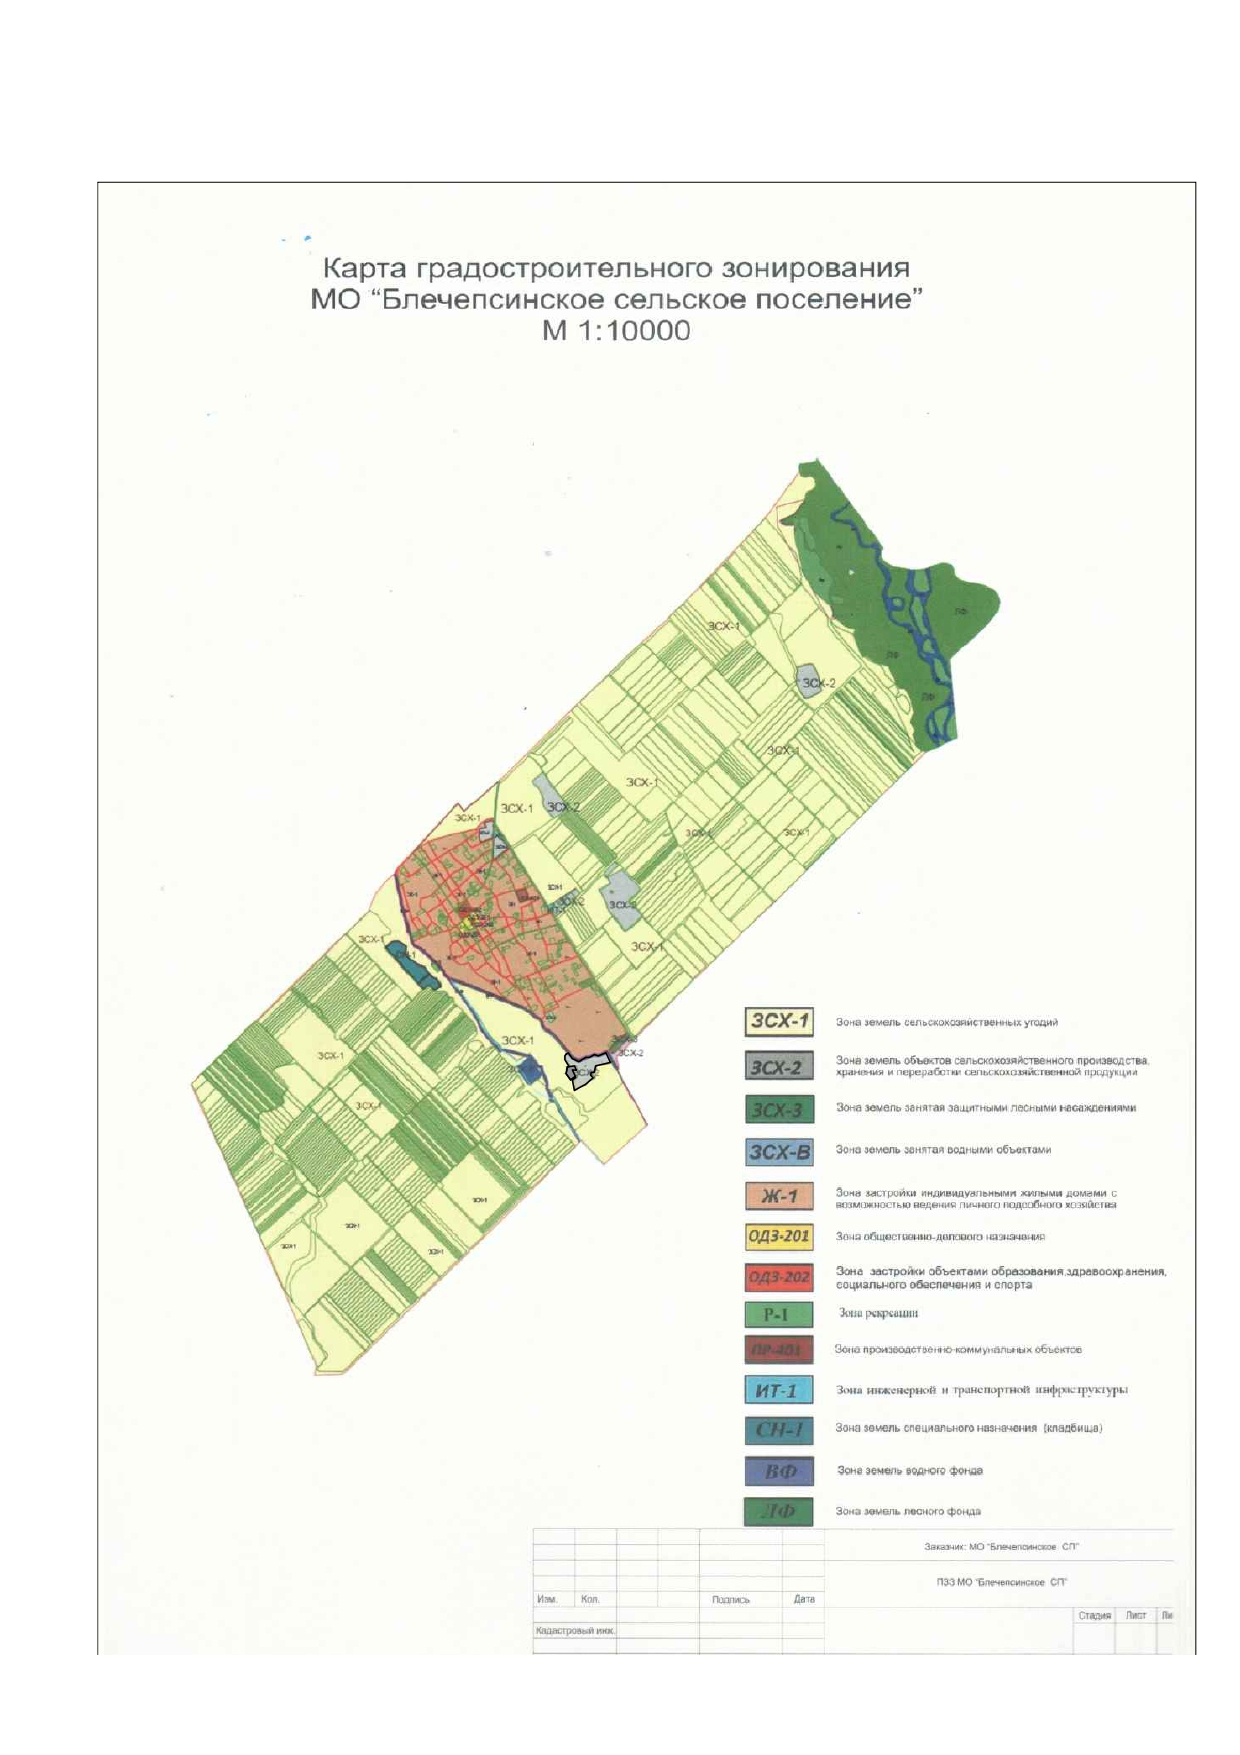 Карта градостроительного зонирования
МО “Блечепсинское сельское поселение”
М 1:10000
ЗСХ-1
ЛФ
ЛФ
ЗСХ-2
ЛФ
ЗСХ-1
ЗСХ-1
ЗСХ-1
ЗСХ-2
ЗСХ-1
ЗСХ-1
ЗСХ-1
ЗСХ-2
ЗСХ-1
ЗСХ-1
ЗСХ-1
ЗСХ-2
ЗСХ-1
ЗСХ-1
ЗСХ-1 Зона земель сельскохозяйственных угодий
ЗСХ-2 Зона земель объектов сельскохозяйственного производства,
хранения и переработки сельскохозяйственной продукции
ЗСХ-3 Зона земель занятая защитными лесными насаждениями
ЗСХ-В Зона земель занятая водными объектами
Ж-1 Зона застройки индивидуальными жилыми домами с
возможностью ведения личного подсобного хозяйства
ОДЗ-201 Зона общественно-делового назначения
ОДЗ-202 Зона застройки объектами образования,здравоохранения,
социального обеспечения и спорта
Р-1 Зона рекреации
ПР-401 Зона производственно-коммунальных объектов
ИТ-1 Зона инженерной и транспортной инфраструктуры
СН-1 Зона земель специального назначения (кладбища)
ВФ Зона земель водного фонда
ЛФ Зона земель лесного фонда
Заказчик: МО “Блечепсинское СП”
ПЗЗ МО “Блечепсинское СП”
Изм. Кол. Подпись Дата
Стадия Лист Ли
Кадастровый инж.